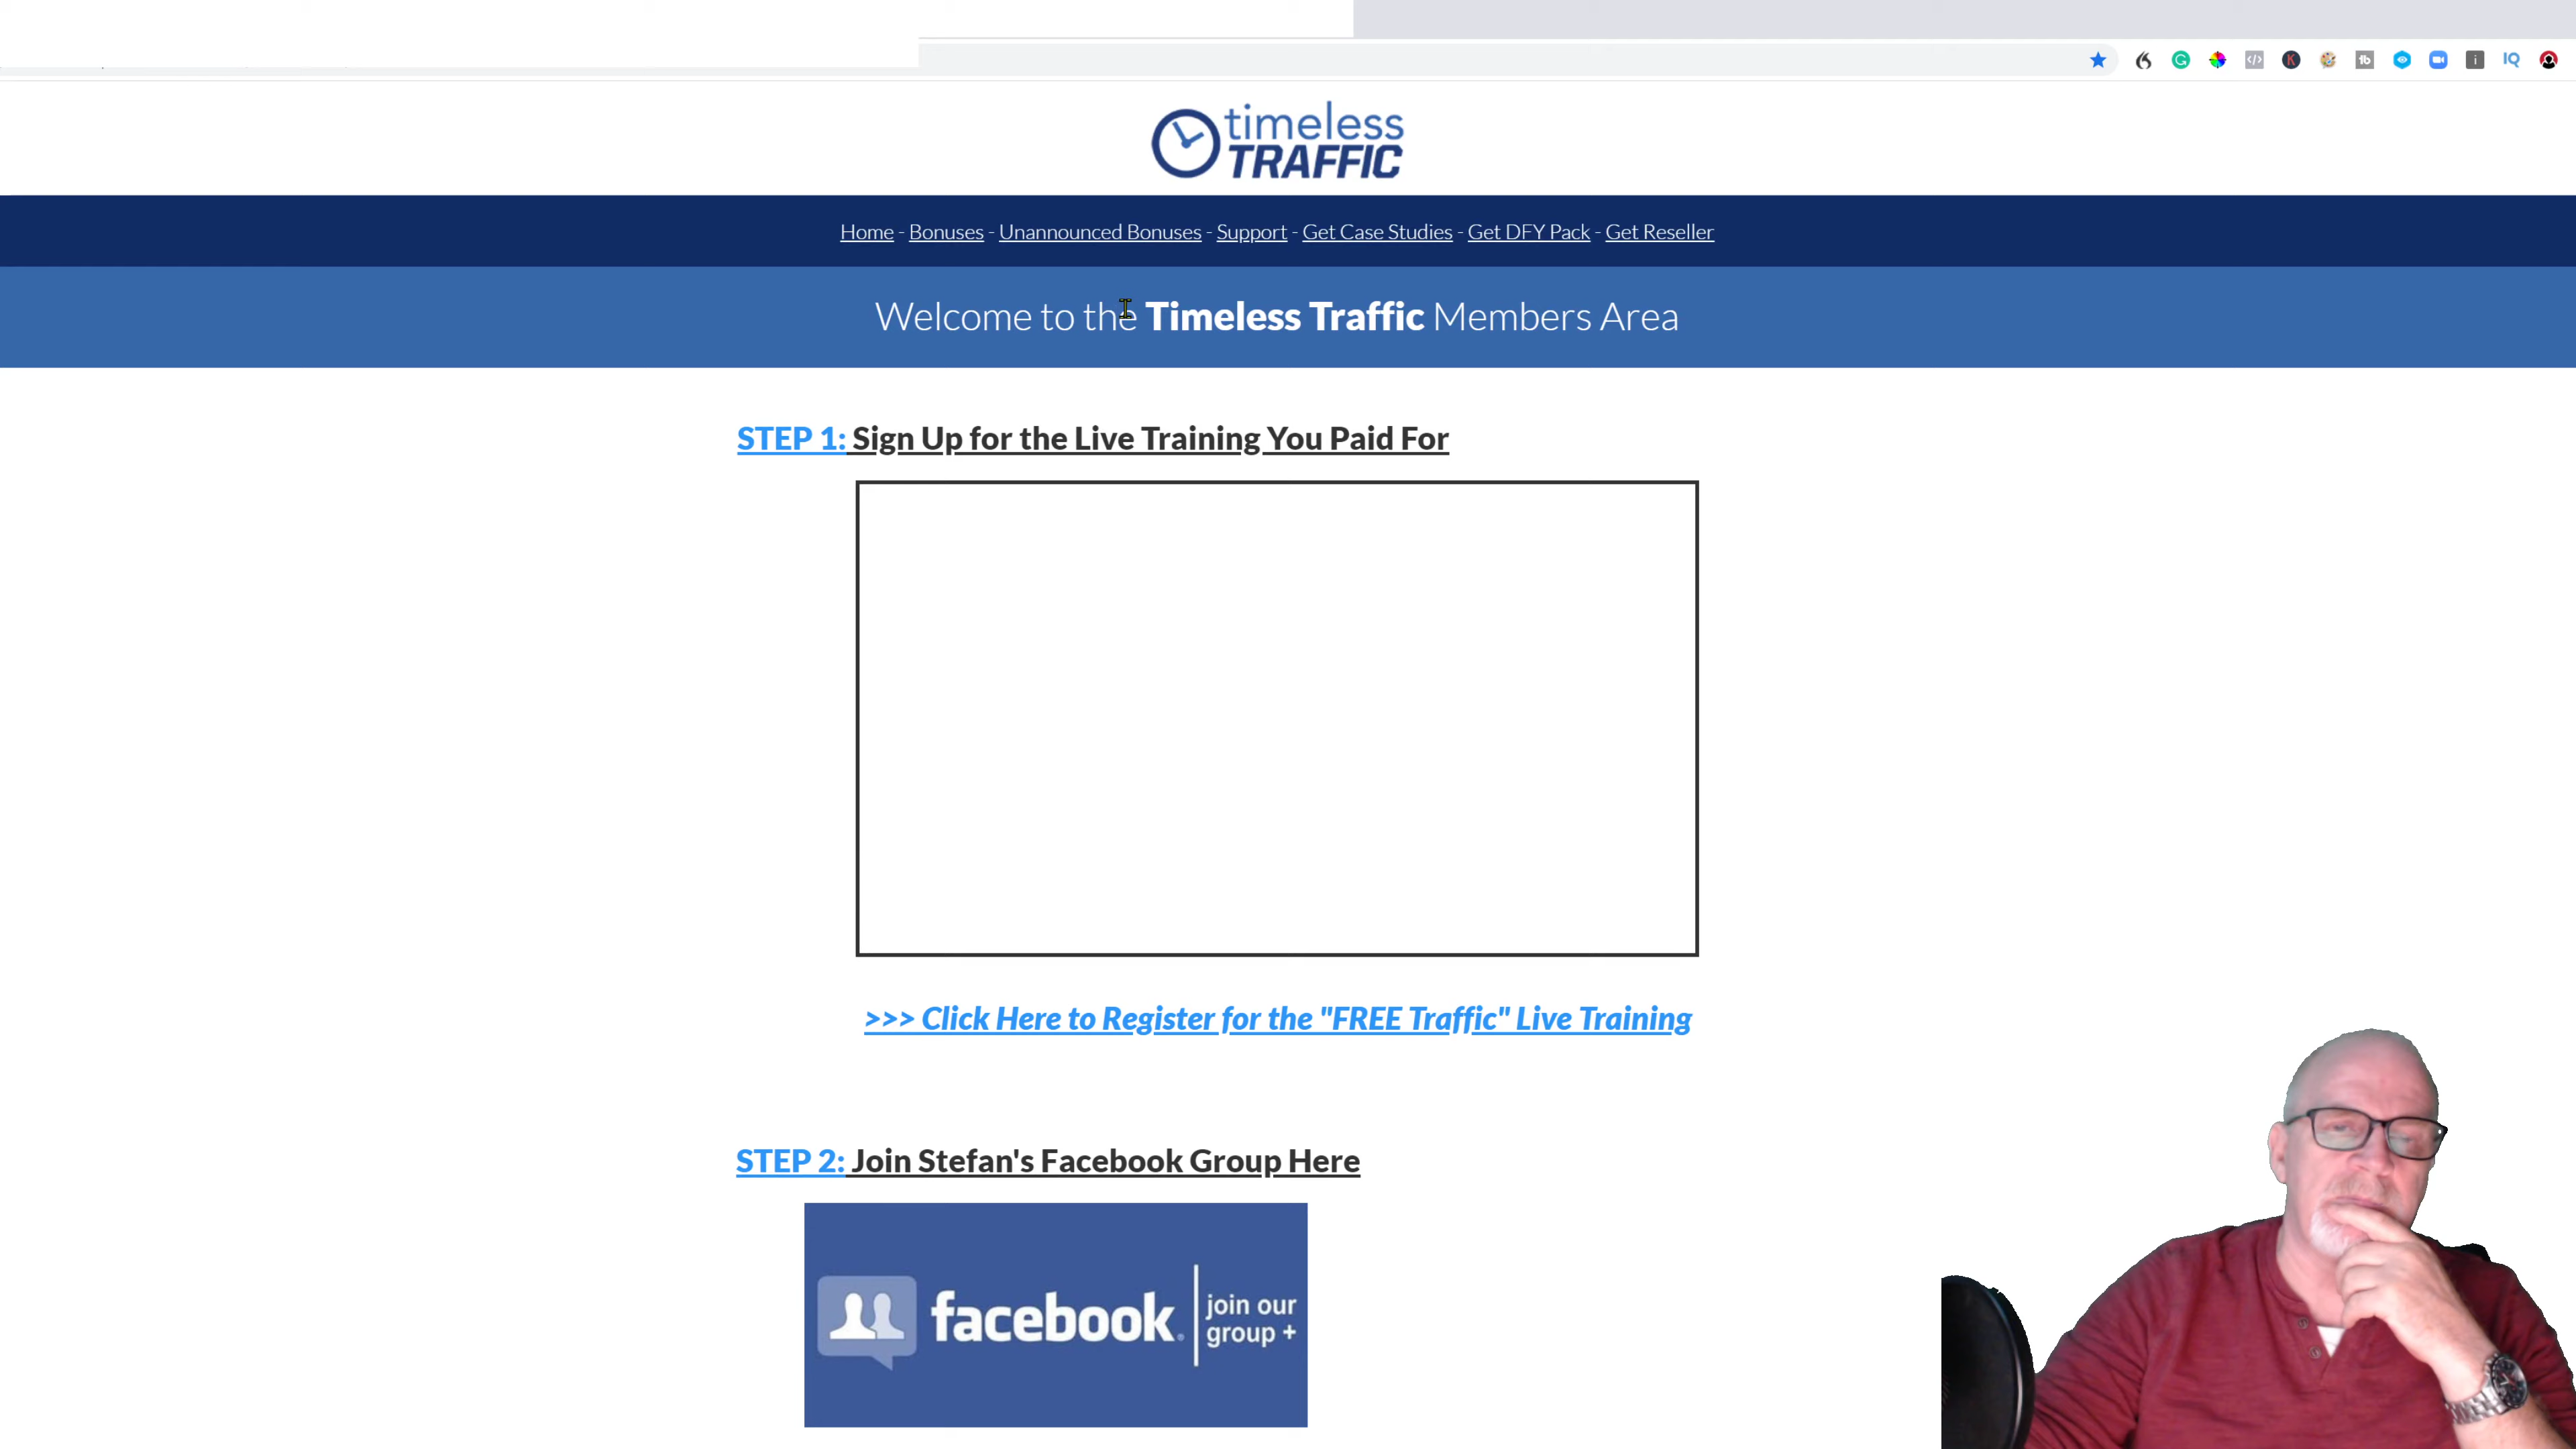 timeless
TRAFFIC
Home - Bonuses - Unannounced Bonuses - Support - Get Case Studies - Get DFY Pack - Get Reseller
Welcome to the Timeless Traffic Members Area
STEP 1: Sign Up for the Live Training You Paid For
>>> Click Here to Register for the "FREE Traffic" Live Training
STEP 2: Join Stefan's Facebook Group Here
facebook
join our
group +
IQ